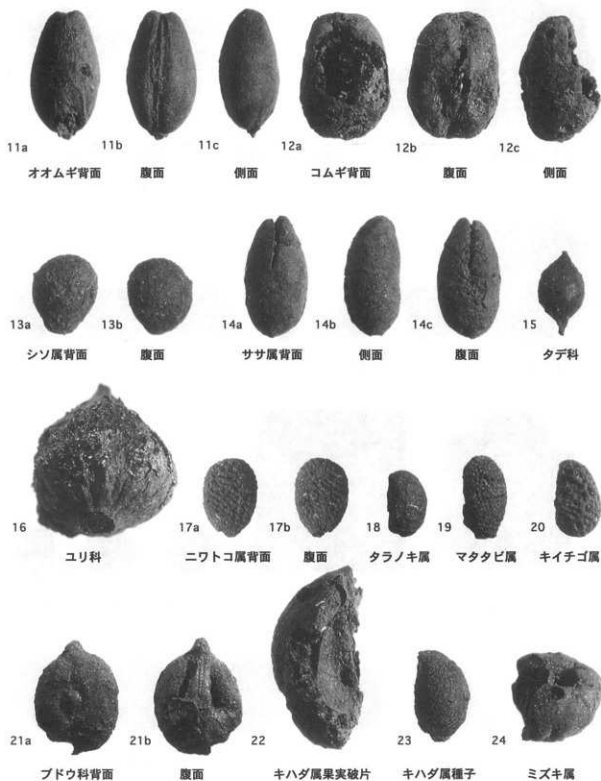 11a 11b 11c 12a 12b 12c
オオムギ背面 腹面 側面 コムギ背面 腹面 側面
13a 13b 14a 14b 14c 15
シソ属背面 腹面 ササ属背面 側面 腹面 タデ科
16 17a 17b 18 19 20
ユリ科 ニワトコ属背面 腹面 タラノキ属 マタタビ属 キイチゴ属
21a 21b 22 23 24
ブドウ科背面 腹面 キハダ属果実破片 キハダ属種子 ミズキ属